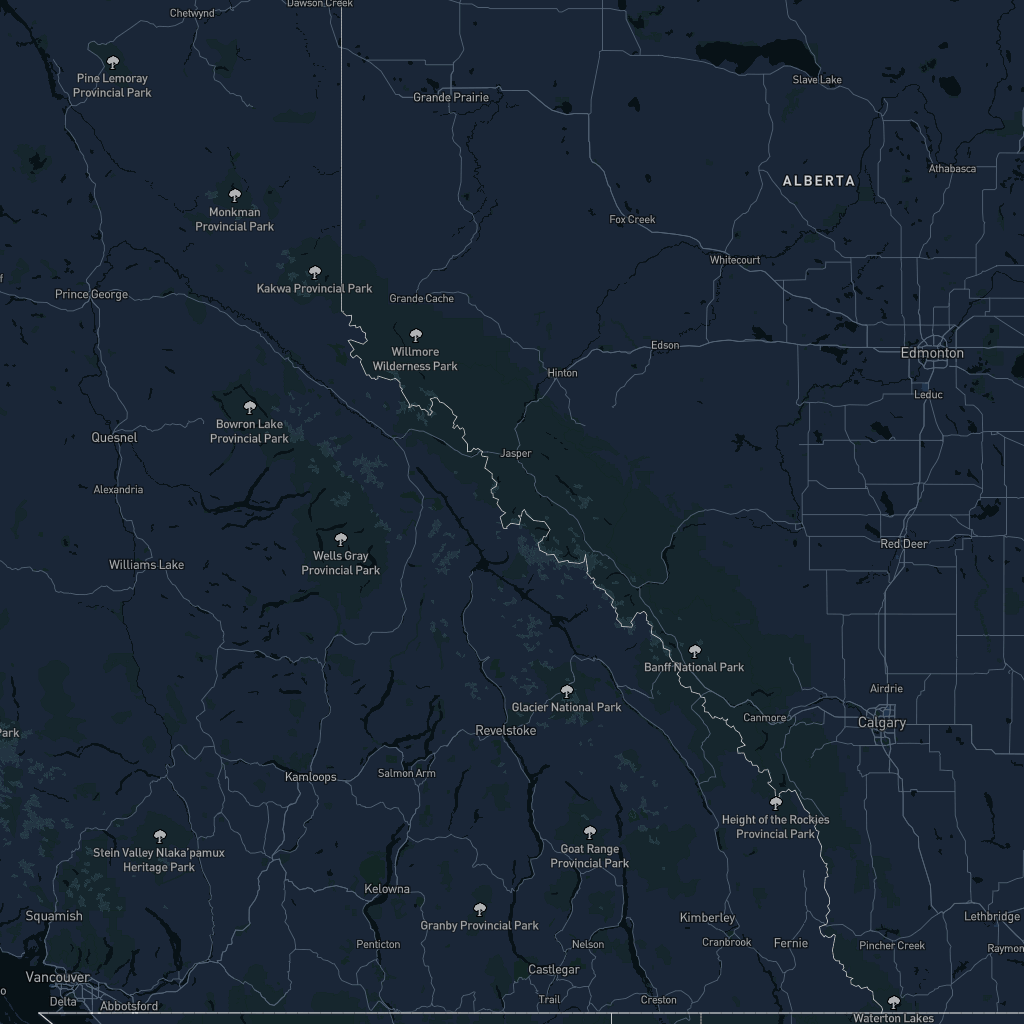 Dawson Creek
Chetwynd
Pine Lemoray
Provincial Park
Slave Lake
Grande Prairie
Athabasca
ALBERTA
Monkman
Provincial Park
Fox Creek
Whitecourt
Kakwa Provincial Park
Prince George
Grande Cache
Willmore
Wilderness Park
Edson
Edmonton
Hinton
Leduc
Bowron Lake
Provincial Park
Quesnel
Jasper
Alexandria
Wells Gray
Provincial Park
Red Deer
Williams Lake
Banff National Park
Glacier National Park
Airdrie
Canmore
Calgary
Park
Revelstoke
Kamloops
Salmon Arm
Height of the Rockies
Provincial Park
Stein Valley Nlaka'pamux
Heritage Park
Goat Range
Provincial Park
Kelowna
Squamish
Granby Provincial Park
Kimberley
Lethbridge
Penticton
Nelson
Cranbrook
Fernie
Pincher Creek
Raymon
Castlegar
Vancouver
Delta
Abbotsford
Trail
Creston
Waterton Lakes